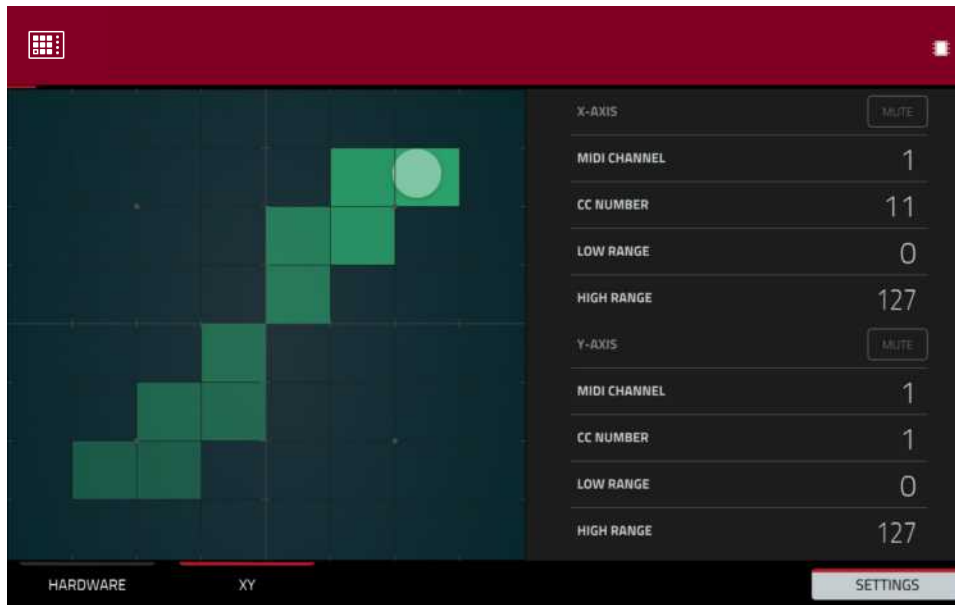 X-AXIS MUTE
MIDI CHANNEL 1
CC NUMBER 11
LOW RANGE 0
HIGH RANGE 127
Y-AXIS MUTE
MIDI CHANNEL 1
CC NUMBER 1
LOW RANGE 0
HIGH RANGE 127
HARDWARE XY SETTINGS